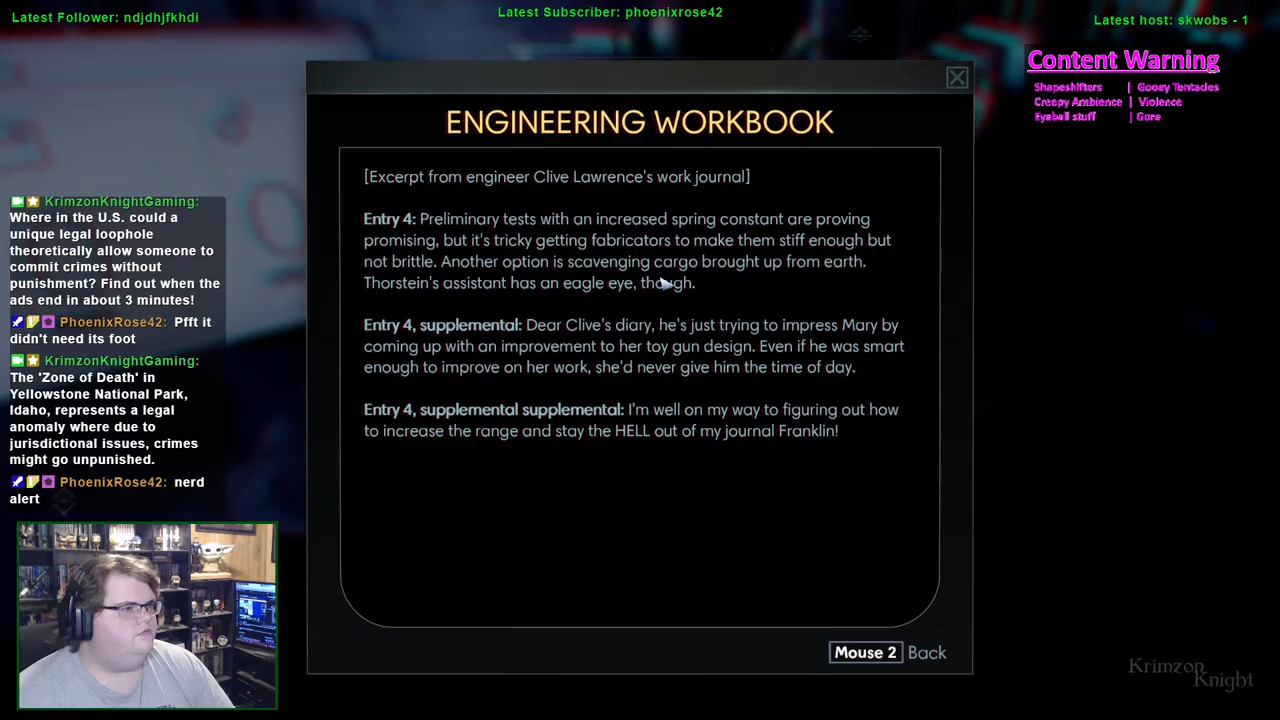 Latest Follower: ndjdhjfkhdi
Latest Subscriber: phoenixrose42
Latest host: skwobs - 1
Content Warning
Shapeshifters | Gooey Tentacles
Creepy Ambience | Violence
Eyeball stuff | Gore
ENGINEERING WORKBOOK
[Excerpt from engineer Clive Lawrence's work journal]
Entry 4: Preliminary tests with an increased spring constant are proving
promising, but it's tricky getting fabricators to make them stiff enough but
not brittle. Another option is scavenging cargo brought up from earth.
Thorstein's assistant has an eagle eye, though.
Entry 4, supplemental: Dear Clive's diary, he's just trying to impress Mary by
coming up with an improvement to her toy gun design. Even if he was smart
enough to improve on her work, she'd never give him the time of day.
Entry 4, supplemental supplemental: I'm well on my way to figuring out how
to increase the range and stay the HELL out of my journal Franklin!
Mouse 2 Back
KrimzonKnightGaming:
Where in the U.S. could a
unique legal loophole
theoretically allow someone to
commit crimes without
punishment? Find out when the
ads end in about 3 minutes!
PhoenixRose42: Pfft it
didn't need its foot
KrimzonKnightGaming:
The 'Zone of Death' in
Yellowstone National Park,
Idaho, represents a legal
anomaly where due to
jurisdictional issues, crimes
might go unpunished.
PhoenixRose42: nerd
alert
Krimzon
Knight